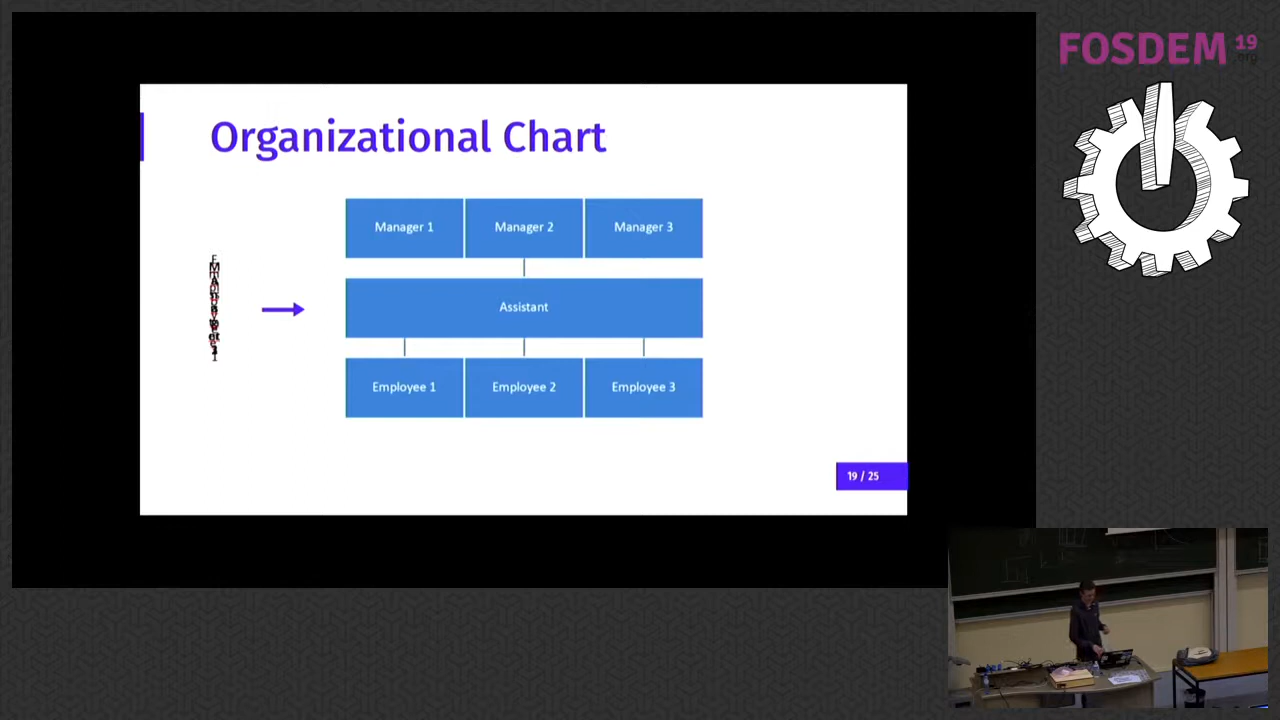 FOSDEM 19
.org
Organizational Chart
Manager 1
Manager 2
Manager 3
Assistant
Employee 1
Employee 2
Employee 3
19 / 25